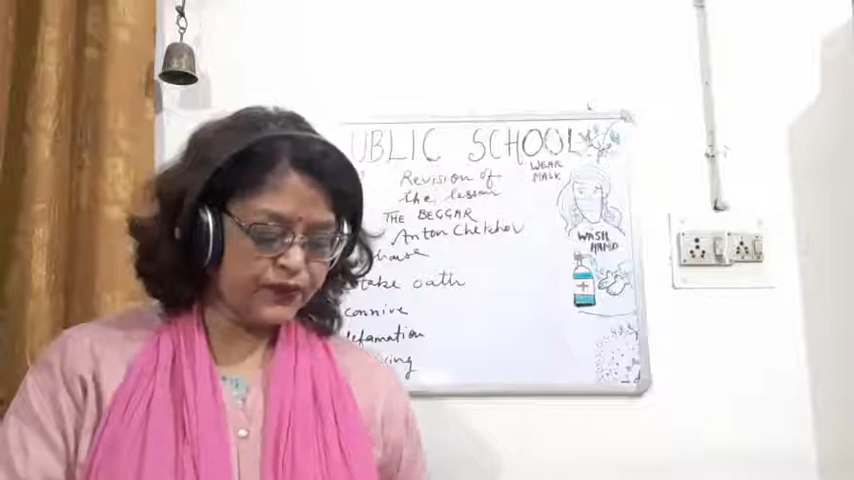 UBLIC SCHOOL
WEAR
MASK
Revision of
the lesson
THE BEGGAR
Anton Chekhov
WASH
HAND
take oath
connive